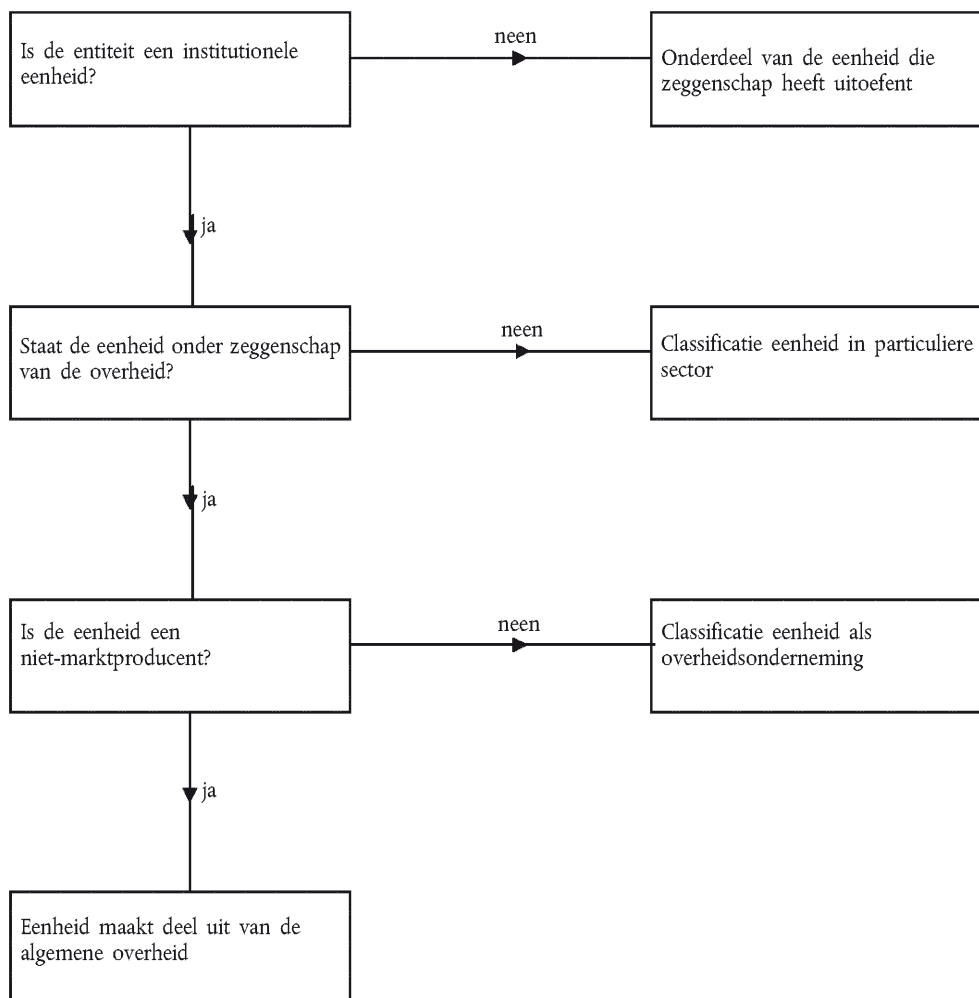 Is de entiteit een institutionele
eenheid?
neen
Onderdeel van de eenheid die
zeggenschap heeft uitoefent
ja
Staat de eenheid onder zeggenschap
van de overheid?
neen
Classificatie eenheid in particuliere
sector
ja
Is de eenheid een
niet-marktproducent?
neen
Classificatie eenheid als
overheidsonderneming
ja
Eenheid maakt deel uit van de
algemene overheid